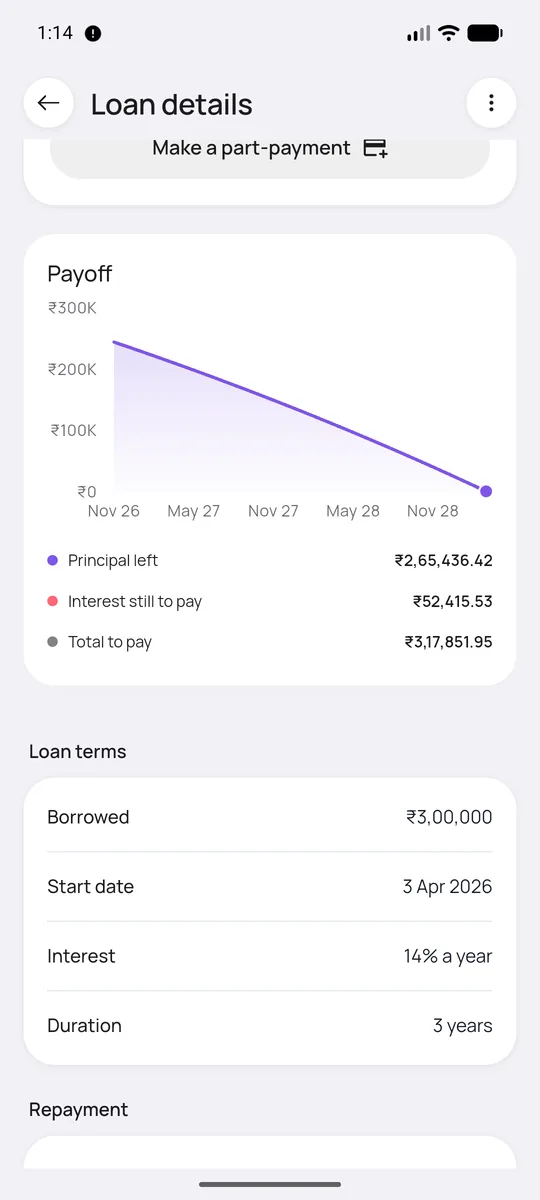 1:14
Loan details
Make a part-payment
Payoff
₹300K
₹200K
₹100K
₹0
Nov 26 May 27 Nov 27 May 28 Nov 28
Principal left ₹2,65,436.42
Interest still to pay ₹52,415.53
Total to pay ₹3,17,851.95
Loan terms
Borrowed ₹3,00,000
Start date 3 Apr 2026
Interest 14% a year
Duration 3 years
Repayment